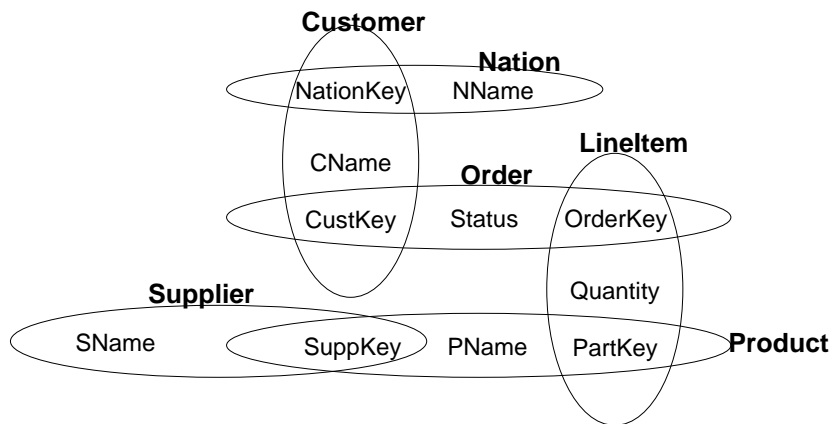 Customer
Nation
NationKey NName
LineItem
CName
Order
CustKey Status OrderKey
Supplier
Quantity
SName SuppKey PName PartKey Product